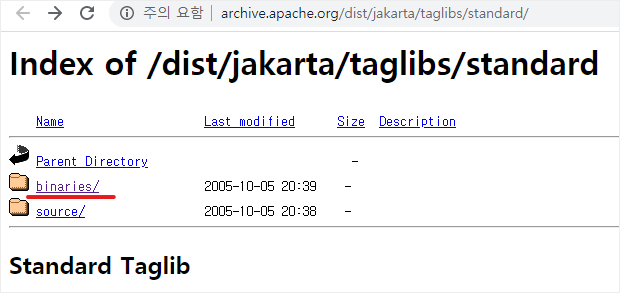 주의 요함 | archive.apache.org/dist/jakarta/taglibs/standard/
Index of /dist/jakarta/taglibs/standard
Name Last modified Size Description
Parent Directory -
binaries/ 2005-10-05 20:39 -
source/ 2005-10-05 20:38 -
Standard Taglib